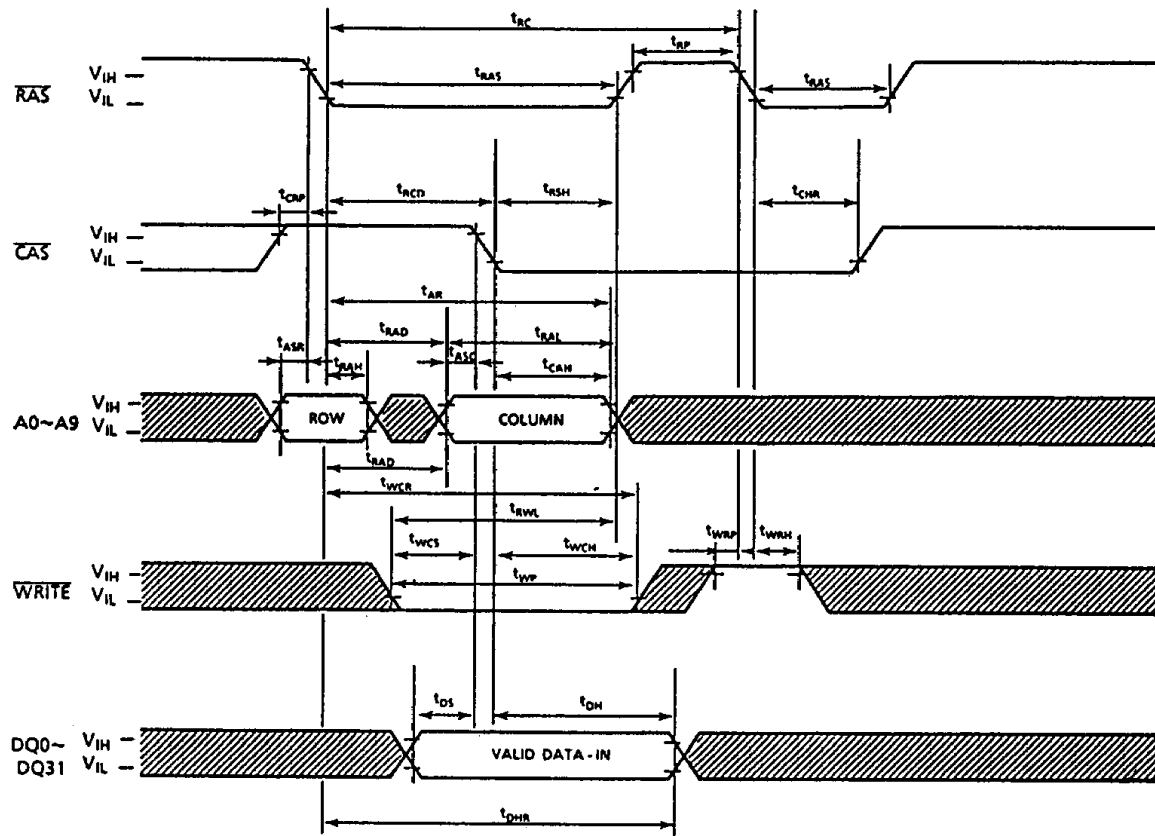 tRC
tRP
tRAS
tRAS
VIH
RAS
VIL
tCRP
tRCD
tRSH
tCHR
VIH
CAS
VIL
tAR
tRAD
tRAL
tASR
tRAH
tASC
tCAH
VIH
A0~A9
VIL
ROW
COLUMN
tRAD
tWCR
tRWL
tWCS
tWCH
tWRP
tWRH
tWP
VIH
WRITE
VIL
tDS
tDH
DQ0~ VIH
DQ31 VIL
VALID DATA-IN
tDHR